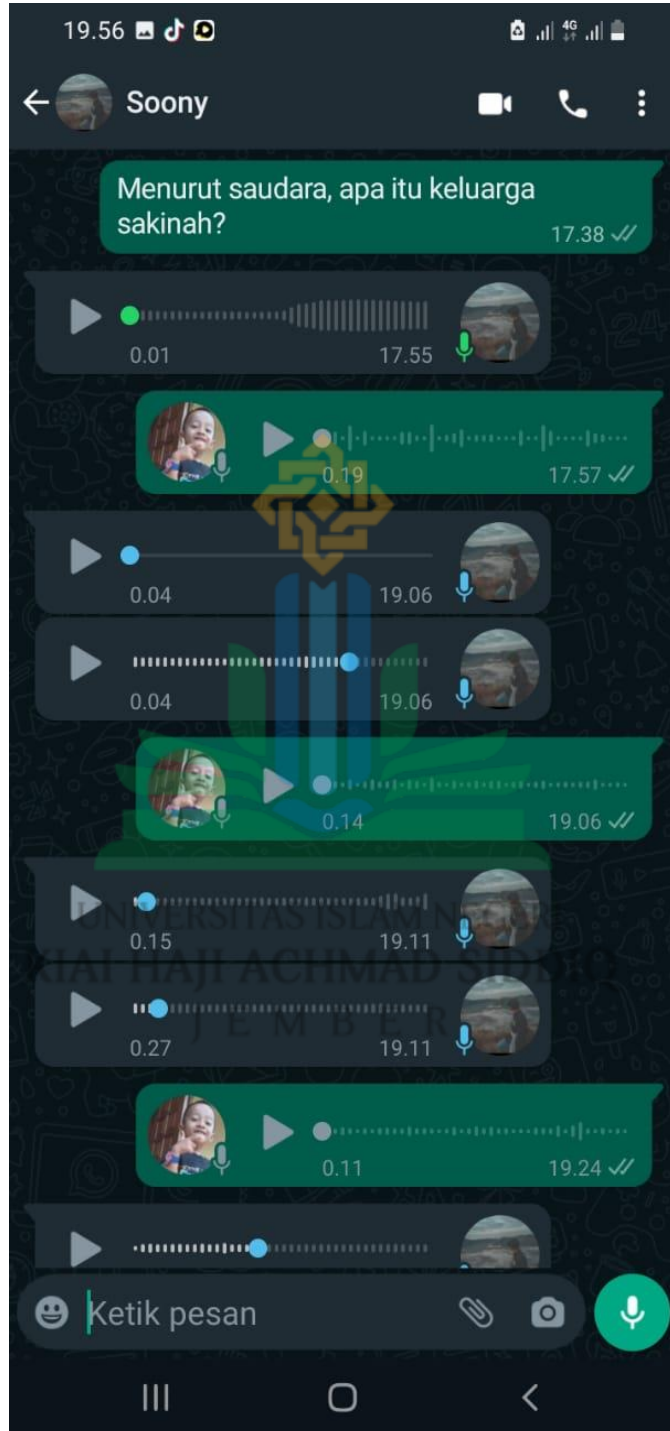 19.56
4G
Soony
Menurut saudara, apa itu keluarga
sakinah?
17.38
0.01 17.55
0.19 17.57
0.04 19.06
0.04 19.06
0.14 19.06
UNIVERSITAS ISLAM NEGERI
0.15 19.11
KIAI HAJI ACHMAD SIDDIQ
JEMBER
0.27 19.11
0.11 19.24
Ketik pesan